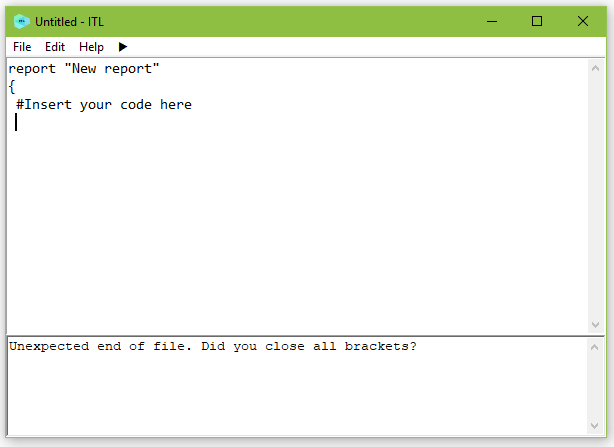 Untitled - ITL
File Edit Help
report "New report"
{
#Insert your code here
Unexpected end of file. Did you close all brackets?